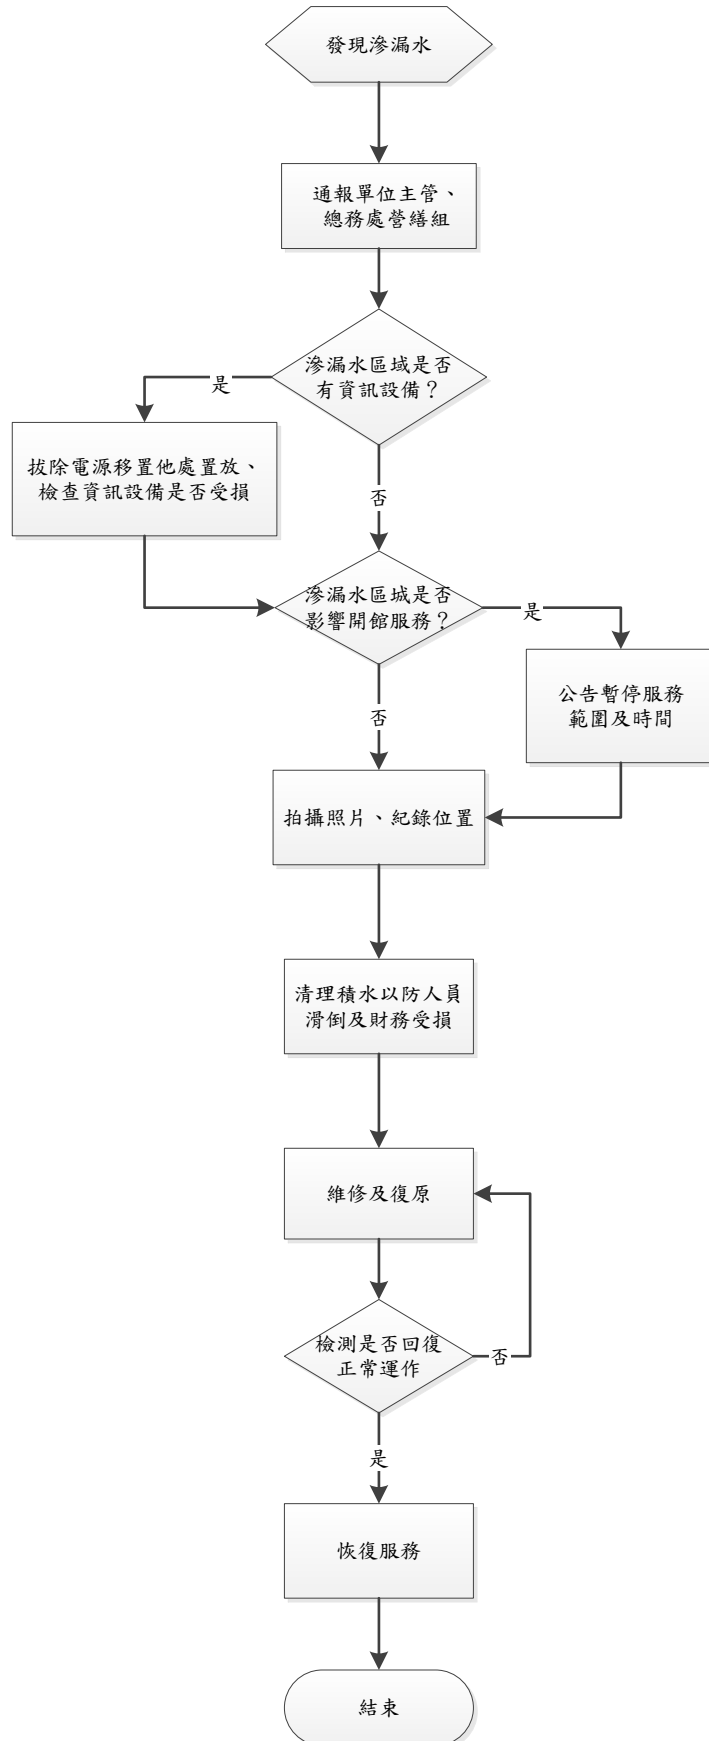 發現滲漏水
通報單位主管、
總務處營繕組
滲漏水區域是否
有資訊設備？
是
拔除電源移置他處置放、
檢查資訊設備是否受損
否
滲漏水區城是否
影響開館服務？
是
公告暫停服務
範圍及時間
否
拍攝照片、紀錄位置
清理積水以防人員
滑倒及財務受損
維修及復原
檢測是否回復
正常運作
否
是
恢復服務
結束